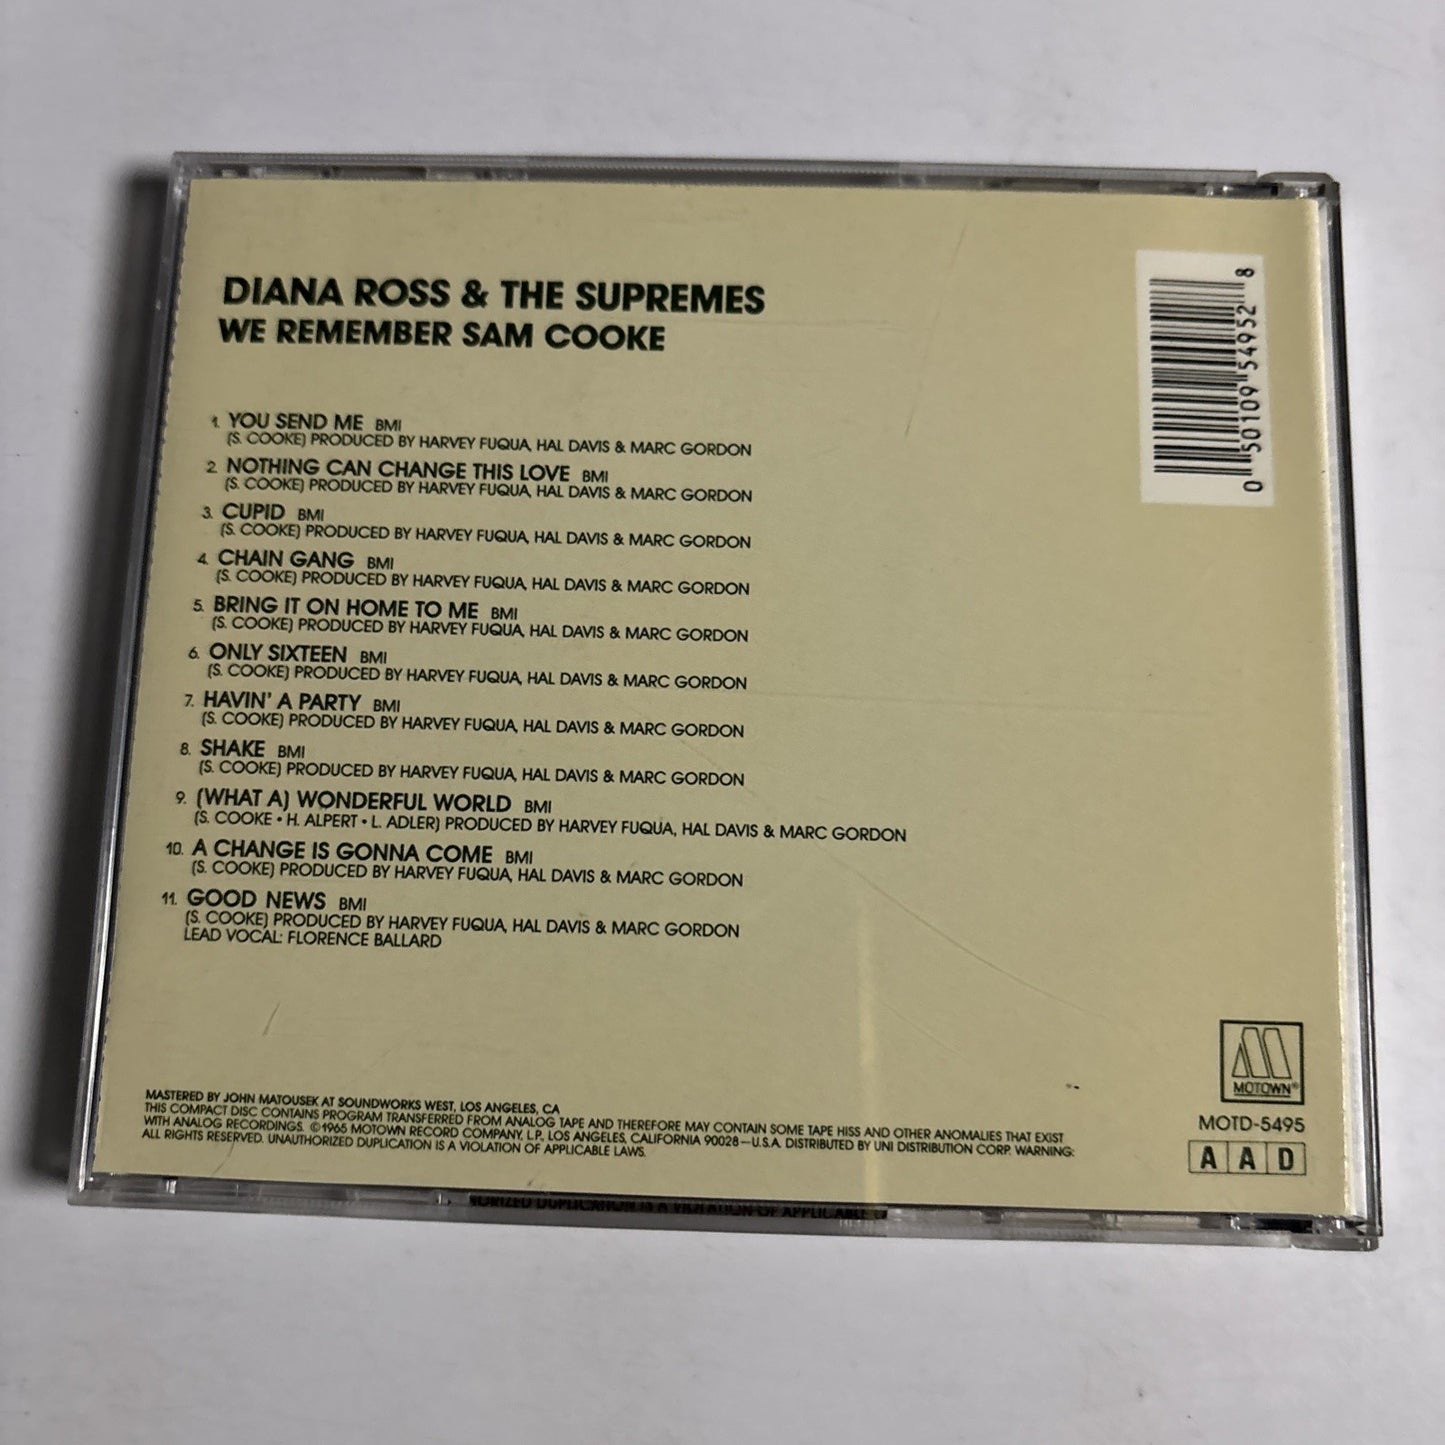 DIANA ROSS & THE SUPREMES
WE REMEMBER SAM COOKE
1. YOU SEND ME BMI
(S. COOKE) PRODUCED BY HARVEY FUQUA, HAL DAVIS & MARC GORDON
2. NOTHING CAN CHANGE THIS LOVE BMI
(S. COOKE) PRODUCED BY HARVEY FUQUA, HAL DAVIS & MARC GORDON
3. CUPID BMI
(S. COOKE) PRODUCED BY HARVEY FUQUA, HAL DAVIS & MARC GORDON
4. CHAIN GANG BMI
(S. COOKE) PRODUCED BY HARVEY FUQUA, HAL DAVIS & MARC GORDON
5. BRING IT ON HOME TO ME BMI
(S. COOKE) PRODUCED BY HARVEY FUQUA, HAL DAVIS & MARC GORDON
6. ONLY SIXTEEN BMI
(S. COOKE) PRODUCED BY HARVEY FUQUA, HAL DAVIS & MARC GORDON
7. HAVIN' A PARTY BMI
(S. COOKE) PRODUCED BY HARVEY FUQUA, HAL DAVIS & MARC GORDON
8. SHAKE BMI
(S. COOKE) PRODUCED BY HARVEY FUQUA, HAL DAVIS & MARC GORDON
9. (WHAT A) WONDERFUL WORLD BMI
(S. COOKE • H. ALPERT • L. ADLER) PRODUCED BY HARVEY FUQUA, HAL DAVIS & MARC GORDON
10. A CHANGE IS GONNA COME BMI
(S. COOKE) PRODUCED BY HARVEY FUQUA, HAL DAVIS & MARC GORDON
11. GOOD NEWS BMI
(S. COOKE) PRODUCED BY HARVEY FUQUA, HAL DAVIS & MARC GORDON
LEAD VOCAL: FLORENCE BALLARD
0 50109 54952 8
MASTERED BY JOHN MATOUSEK AT SOUNDWORKS WEST, LOS ANGELES, CA
THIS COMPACT DISC CONTAINS PROGRAM TRANSFERRED FROM ANALOG TAPE AND THEREFORE MAY CONTAIN SOME TAPE HISS AND OTHER ANOMALIES THAT EXIST
WITH ANALOG RECORDINGS. ©1965 MOTOWN RECORD COMPANY, L.P., LOS ANGELES, CALIFORNIA 90028—U.S.A. DISTRIBUTED BY UNI DISTRIBUTION CORP. WARNING:
ALL RIGHTS RESERVED. UNAUTHORIZED DUPLICATION IS A VIOLATION OF APPLICABLE LAWS.
M
MOTOWN®
MOTD-5495
A A D
DUPLICATION IS A VIOLATION OF APPLICABLE